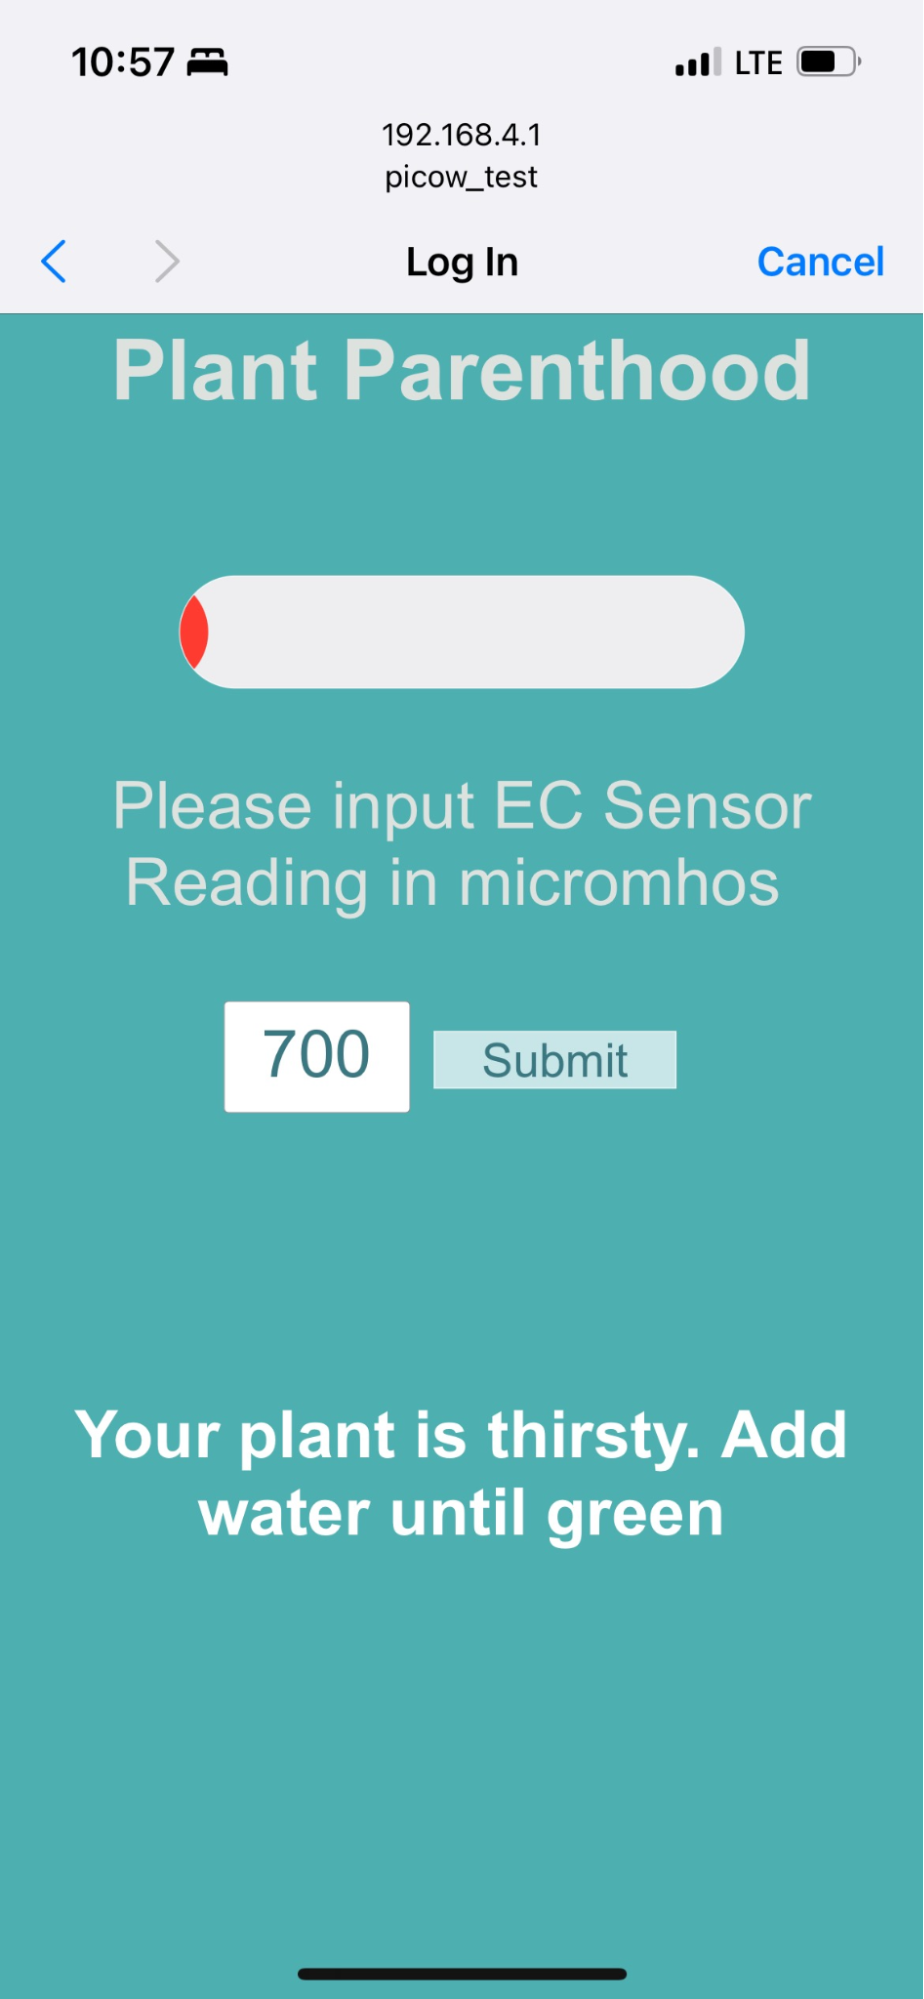 10:57
LTE
192.168.4.1
picow_test
Log In
Cancel
Plant Parenthood
Please input EC Sensor
Reading in micromhos
700
Submit
Your plant is thirsty. Add
water until green